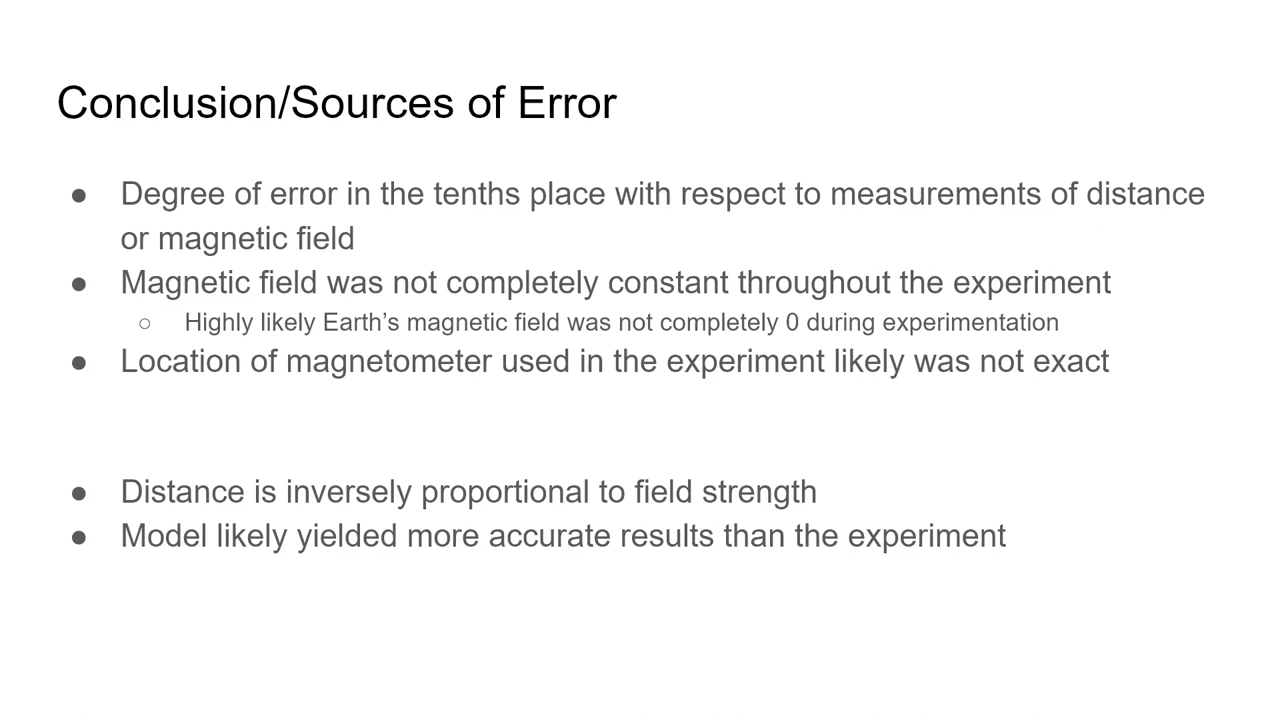 Conclusion/Sources of Error
● Degree of error in the tenths place with respect to measurements of distance
or magnetic field
● Magnetic field was not completely constant throughout the experiment
○ Highly likely Earth’s magnetic field was not completely 0 during experimentation
● Location of magnetometer used in the experiment likely was not exact
● Distance is inversely proportional to field strength
● Model likely yielded more accurate results than the experiment